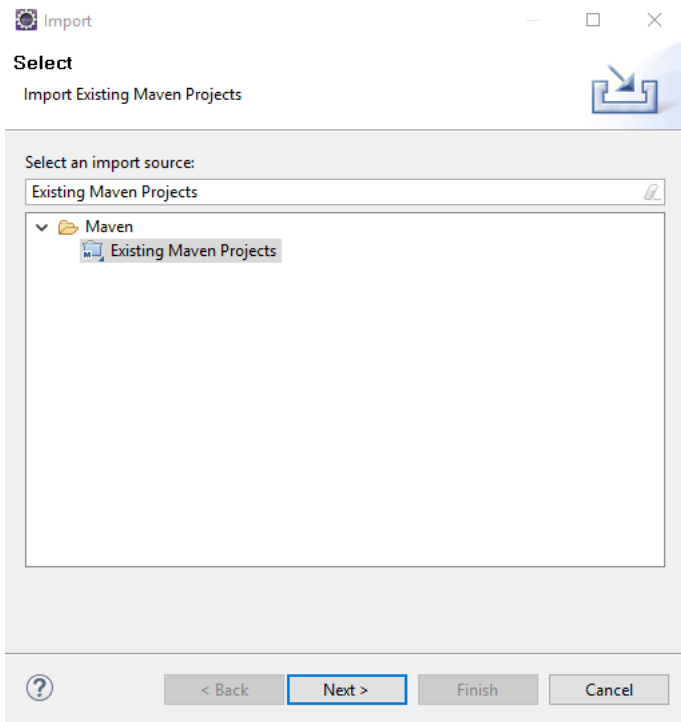 Import
Select
Import Existing Maven Projects
Select an import source:
Existing Maven Projects
Maven
M Existing Maven Projects
? < Back Next > Finish Cancel